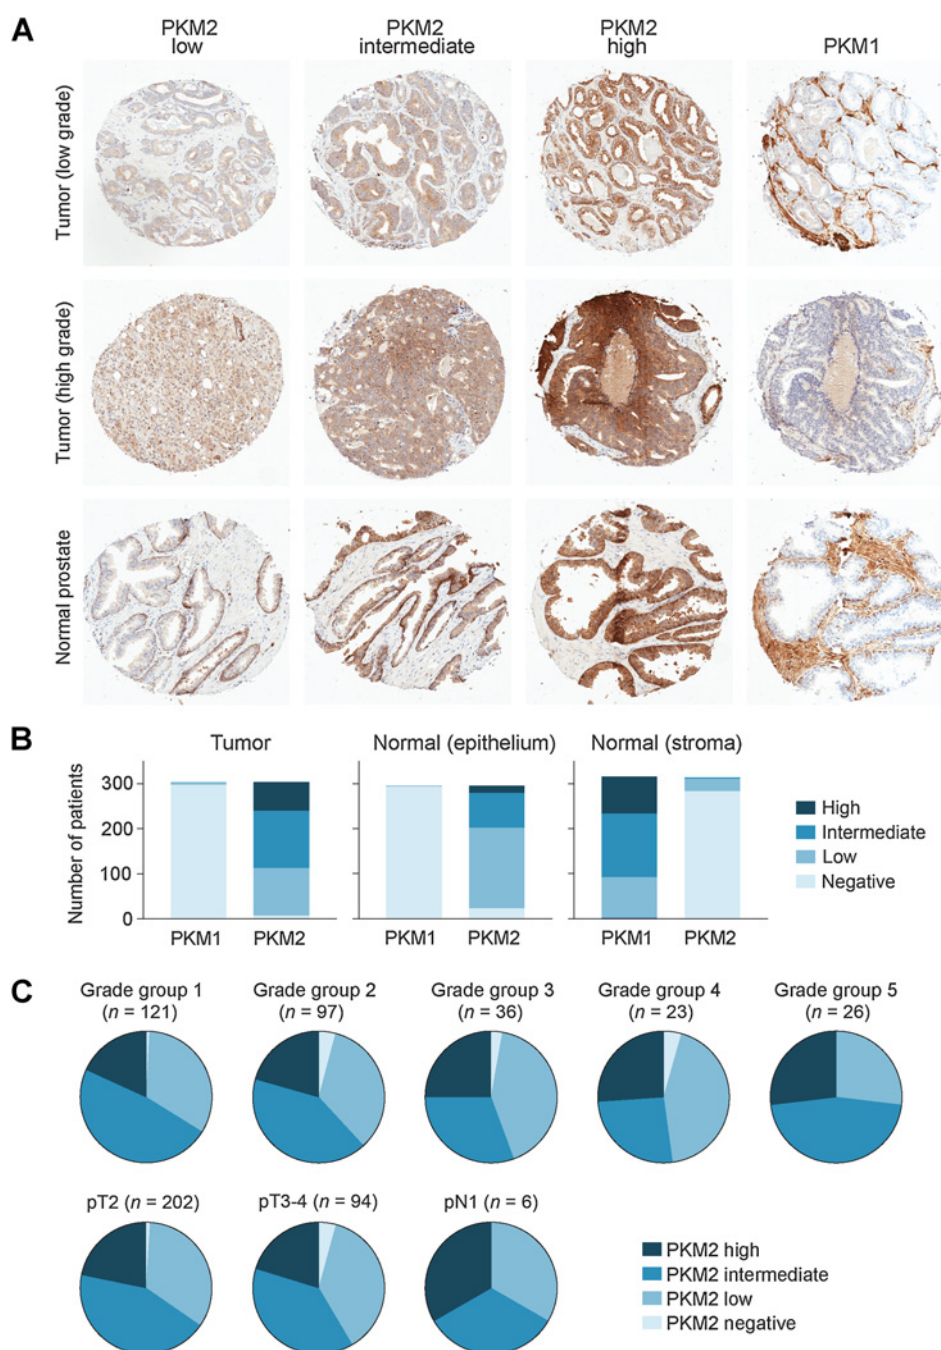 A
PKM2
low
PKM2
intermediate
PKM2
high
PKM1
Tumor (low grade)
Tumor (high grade)
Normal prostate
B
Tumor
Normal (epithelium)
Normal (stroma)
Number of patients
300
200
100
0
PKM1
PKM2
PKM1
PKM2
PKM1
PKM2
High
Intermediate
Low
Negative
C
Grade group 1
(n = 121)
Grade group 2
(n = 97)
Grade group 3
(n = 36)
Grade group 4
(n = 23)
Grade group 5
(n = 26)
pT2 (n = 202)
pT3-4 (n = 94)
pN1 (n = 6)
PKM2 high
PKM2 intermediate
PKM2 low
PKM2 negative